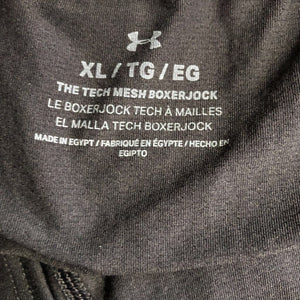 XL / TG / EG
THE TECH MESH BOXERJOCK
LE BOXERJOCK TECH À MAILLES
EL MALLA TECH BOXERJOCK
MADE IN EGYPT / FABRIQUÉ EN ÉGYPTE / HECHO EN
EGIPTO